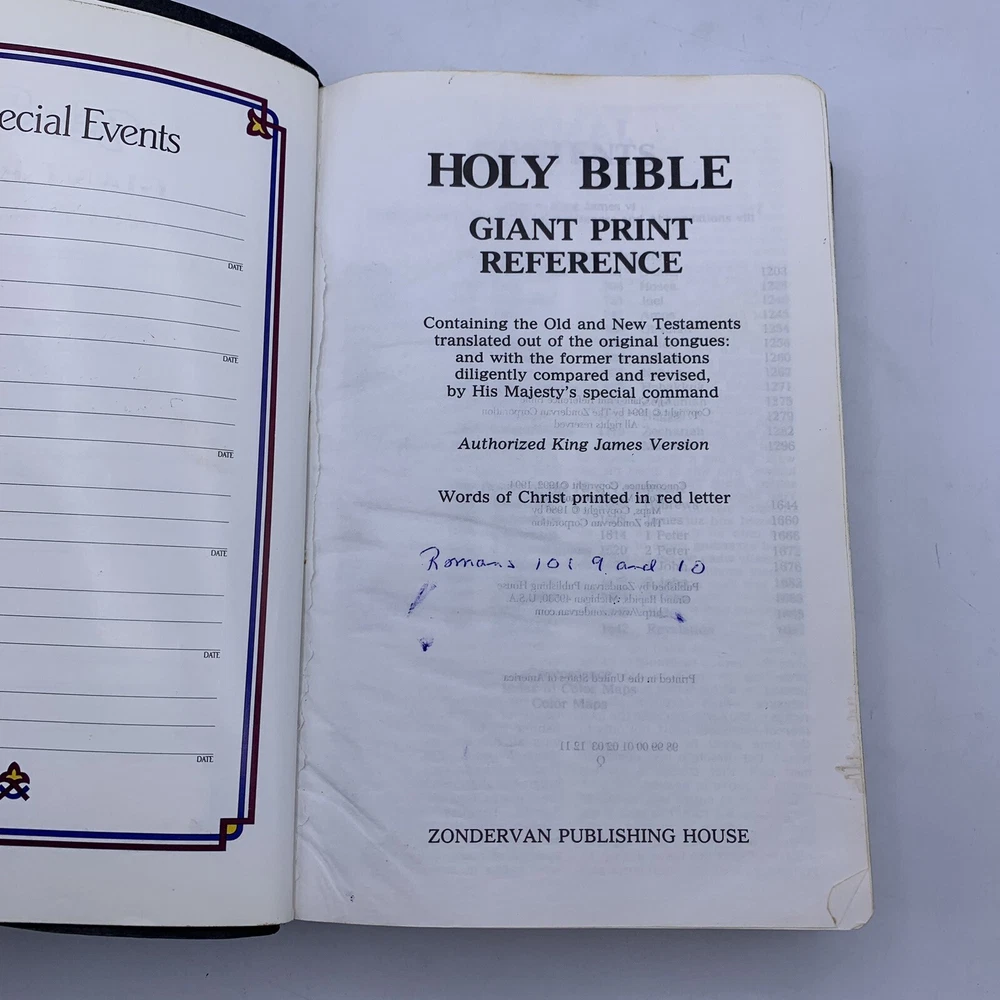 ecial Events
DATE
DATE
DATE
DATE
DATE
DATE
HOLY BIBLE
GIANT PRINT
REFERENCE
Containing the Old and New Testaments
translated out of the original tongues:
and with the former translations
diligently compared and revised,
by His Majesty's special command
Authorized King James Version
Words of Christ printed in red letter
Romans 10: 9 and 10
ZONDERVAN PUBLISHING HOUSE